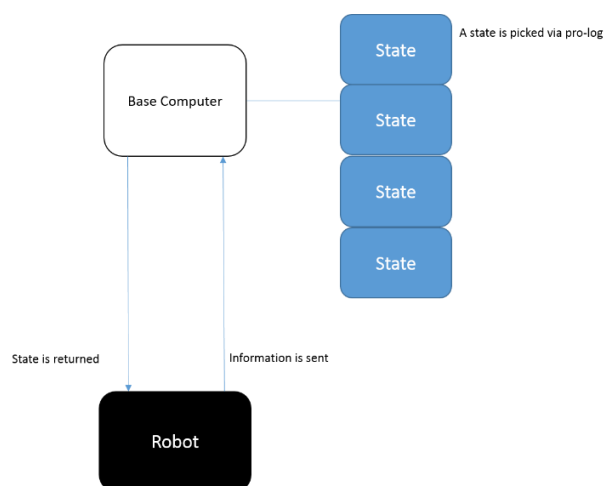 State
A state is picked via pro-log
Base Computer
State
State
State
State is returned
Information is sent
Robot